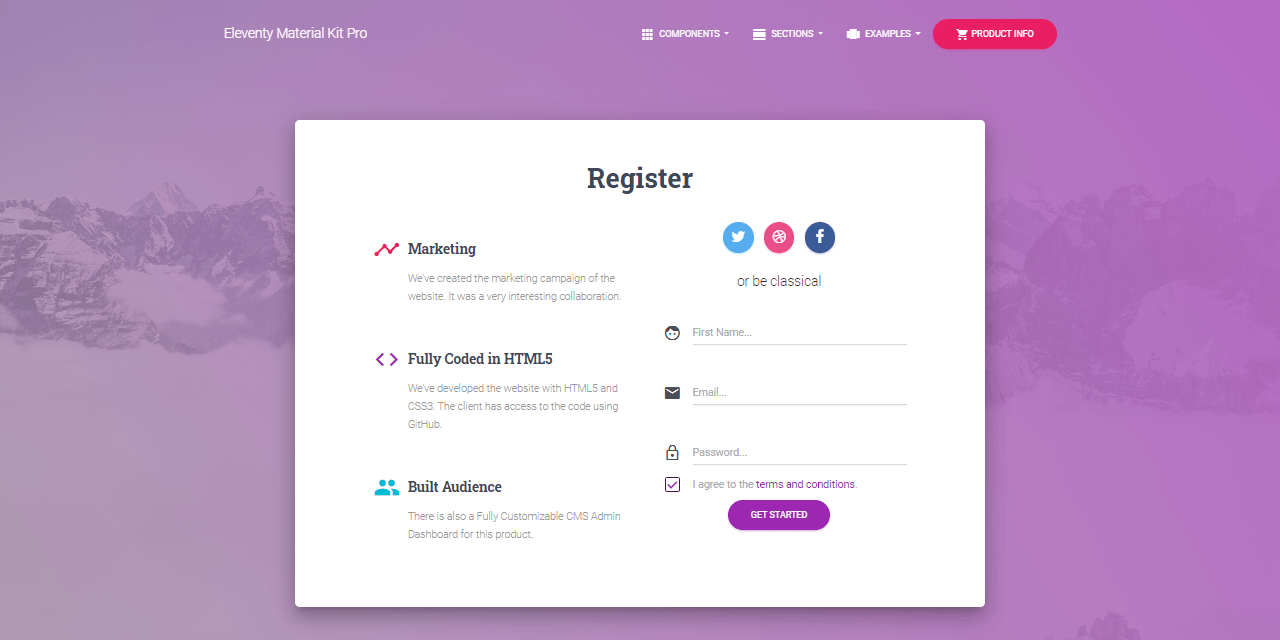 Eleventy Material Kit Pro
COMPONENTS
SECTIONS
EXAMPLES
PRODUCT INFO
Register
Marketing
We've created the marketing campaign of the
website. It was a very interesting collaboration.
Fully Coded in HTML5
We've developed the website with HTML5 and
CSS3. The client has access to the code using
GitHub.
Built Audience
There is also a Fully Customizable CMS Admin
Dashboard for this product.
or be classical
First Name...
Email...
Password...
I agree to the terms and conditions.
GET STARTED